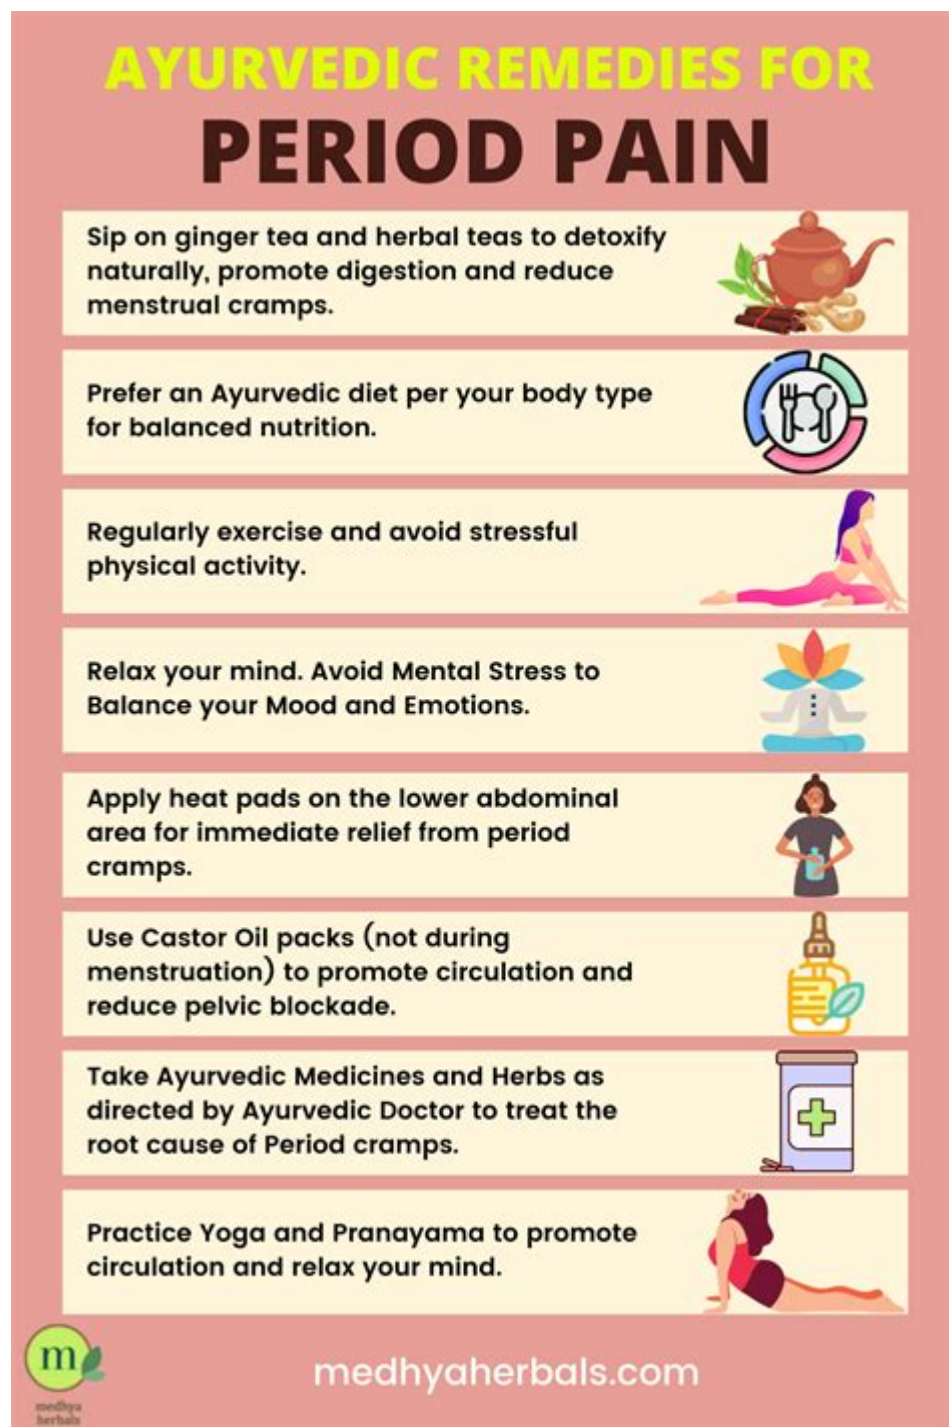 AYURVEDIC REMEDIES FOR
PERIOD PAIN
Sip on ginger tea and herbal teas to detoxify
naturally, promote digestion and reduce
menstrual cramps.
Prefer an Ayurvedic diet per your body type
for balanced nutrition.
Regularly exercise and avoid stressful
physical activity.
Relax your mind. Avoid Mental Stress to
Balance your Mood and Emotions.
Apply heat pads on the lower abdominal
area for immediate relief from period
cramps.
Use Castor Oil packs (not during
menstruation) to promote circulation and
reduce pelvic blockade.
Take Ayurvedic Medicines and Herbs as
directed by Ayurvedic Doctor to treat the
root cause of Period cramps.
Practice Yoga and Pranayama to promote
circulation and relax your mind.
m
medhya
herbals
medhyaherbals.com